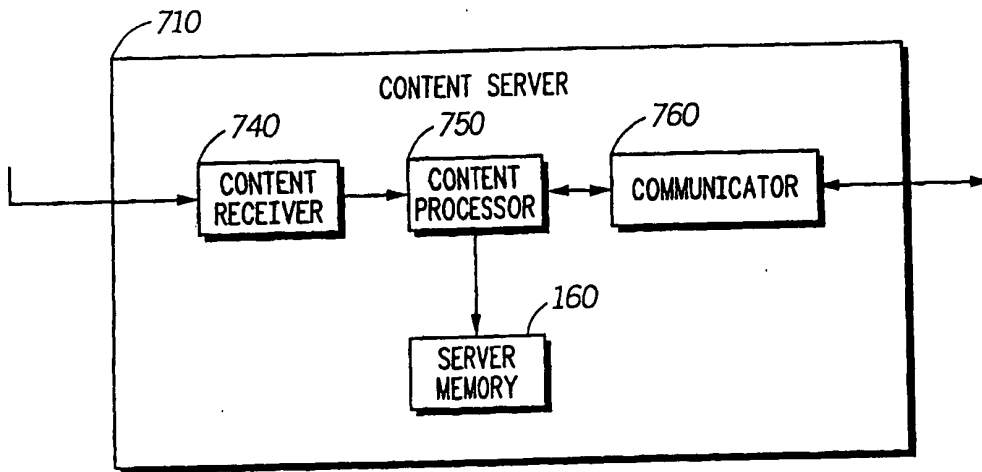 710
CONTENT SERVER
740
750
760
CONTENT
RECEIVER
CONTENT
PROCESSOR
COMMUNICATOR
160
SERVER
MEMORY